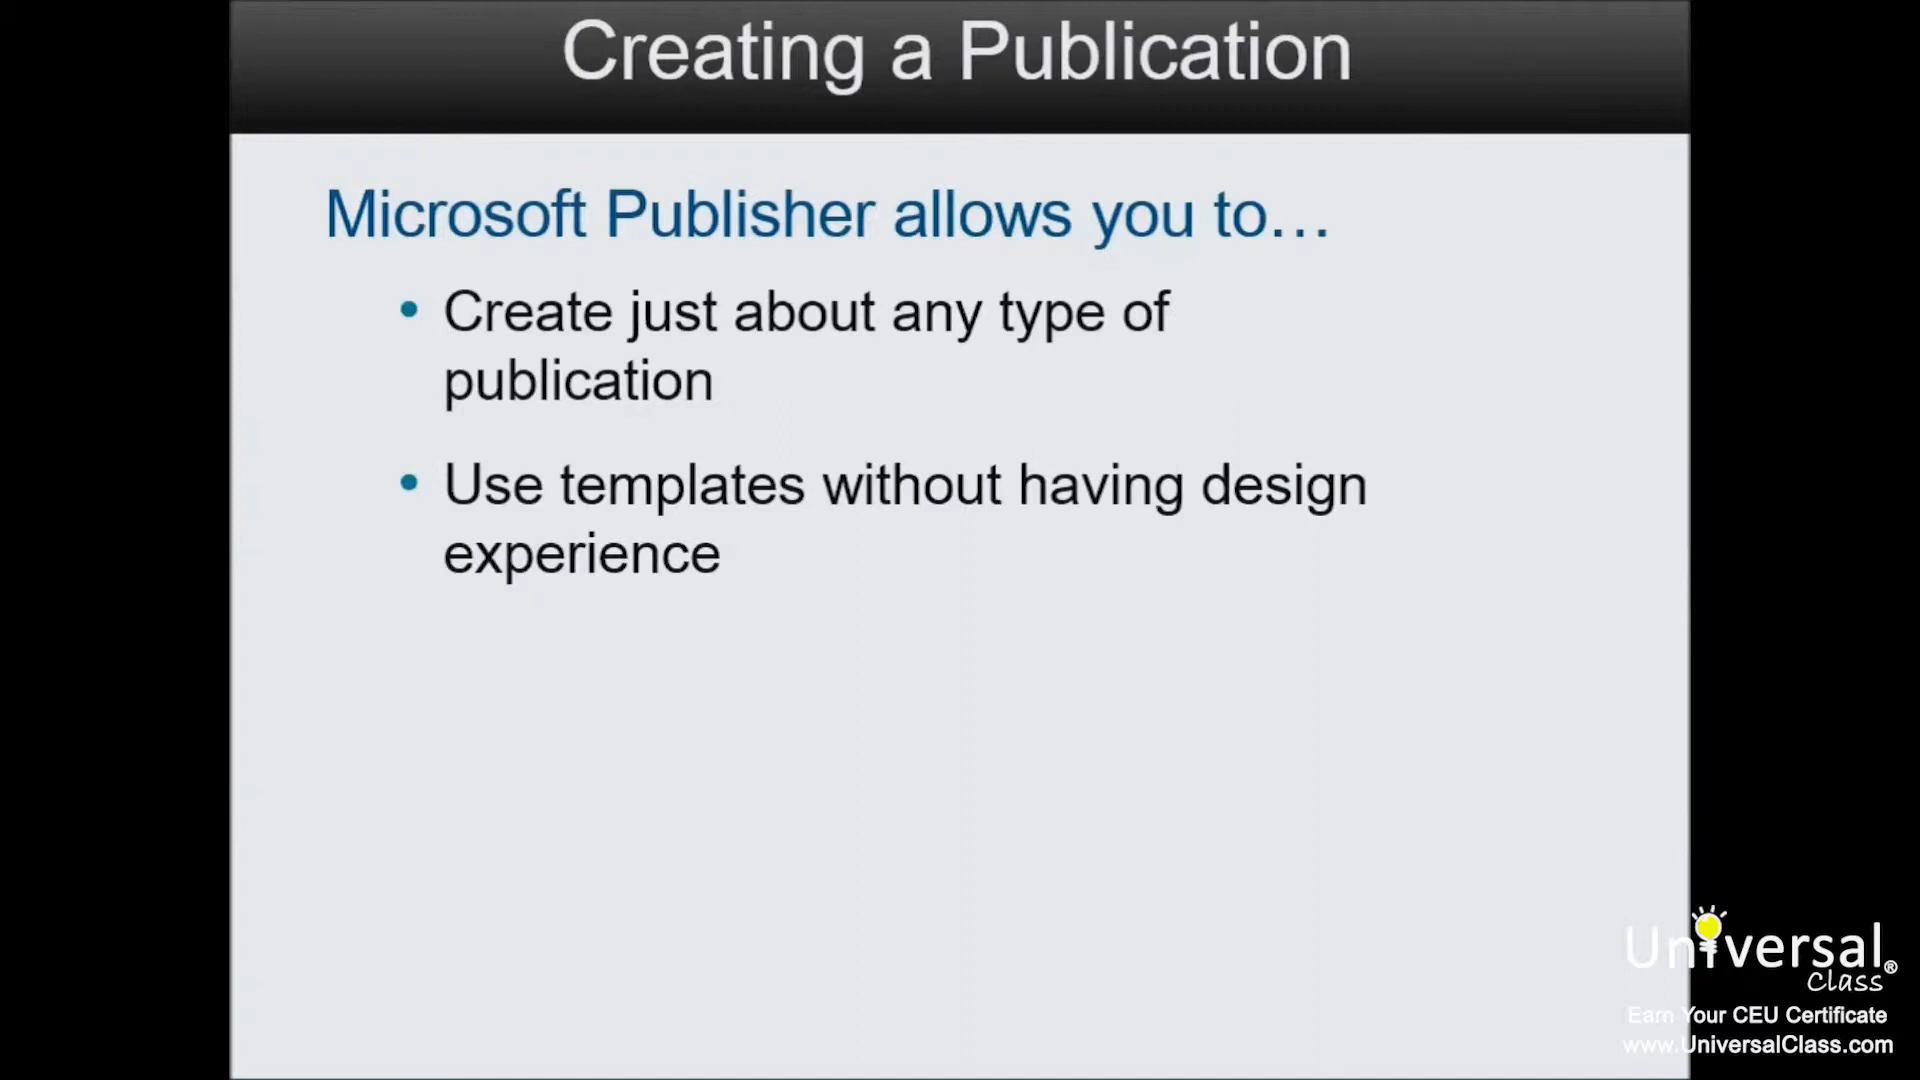 Creating a Publication
Microsoft Publisher allows you to…
• Create just about any type of
publication
• Use templates without having design
experience
Universal®
Class
Earn Your CEU Certificate
www.UniversalClass.com